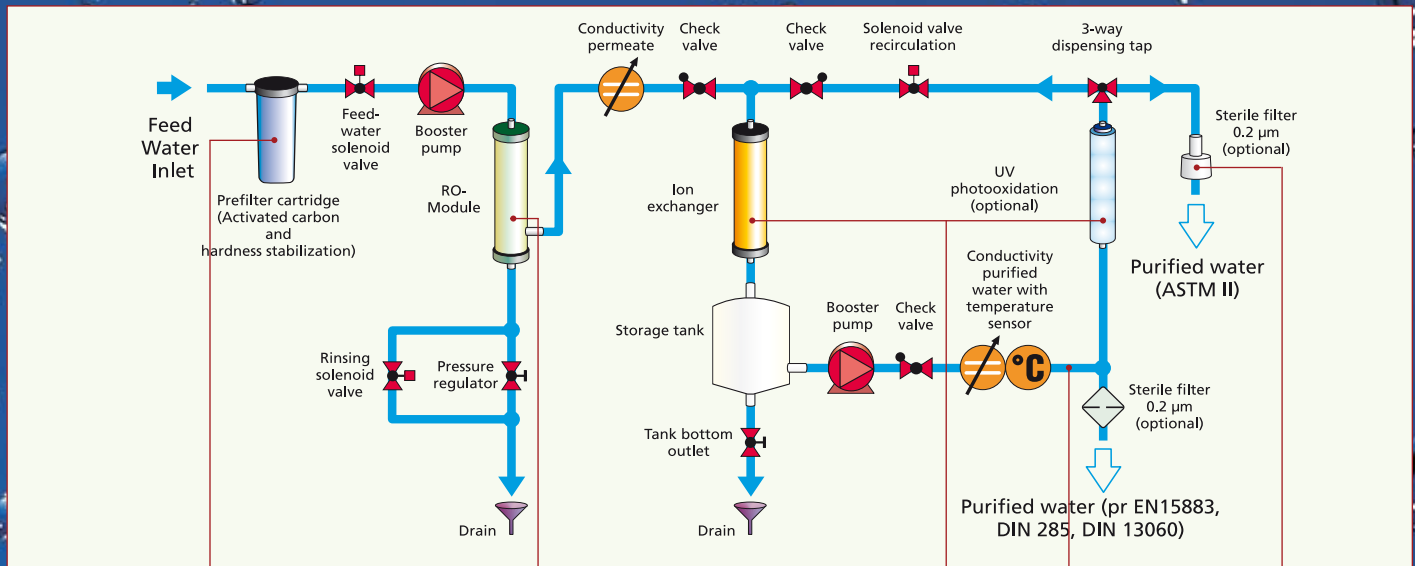 Conductivity
permeate
Check
valve
Check
valve
Solenoid valve
recirculation
3-way
dispensing tap
Feed
Water
Inlet
Feed-
water
solenoid
valve
Booster
pump
Prefilter cartridge
(Activated carbon
and
hardness stabilization)
RO-
Module
Ion
exchanger
UV
photooxidation
(optional)
Sterile filter
0.2 µm
(optional)
Purified water
(ASTM II)
Rinsing
solenoid
valve
Pressure
regulator
Storage tank
Booster
pump
Check
valve
Conductivity
purified
water with
temperature
sensor
°C
Sterile filter
0.2 µm
(optional)
Tank bottom
outlet
Drain
Drain
Purified water (pr EN15883,
DIN 285, DIN 13060)